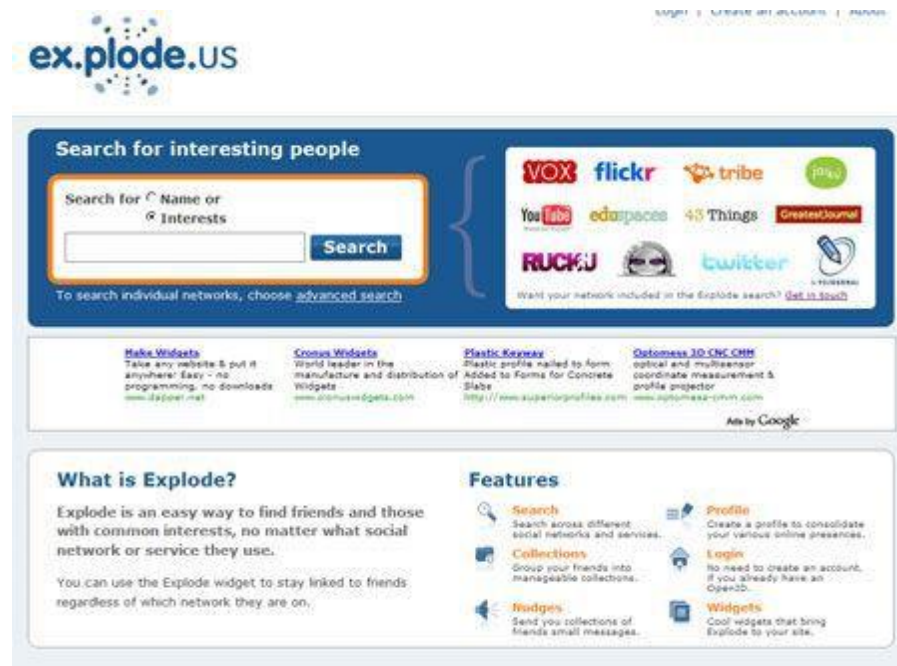 Login | Create an account | About
ex.plode.us
Search for interesting people
Search for Name or
Interests
Search
To search individual networks, choose advanced search
VOX flickr tribe jaiku
YouTube eduspaces 43 Things GreatestJournal
RUCKU twitter
Want your network included in the Explode search? Get in touch
Make Widgets
Take any website & put it
anywhere! Easy - no
programming, no downloads
www.dapper.net
Cronus Widgets
World leader in the
manufacture and distribution of
Widgets
www.cronuswidgets.com
Plastic Keyway
Plastic profile nailed to form
Added to Forms for Concrete
Slabs
http://www.superiorprofiles.com
Optomess 3D CNC CMM
optical and multisensor
coordinate measurement &
profile projector
www.optomess-cmm.com
Ads by Google
What is Explode?
Explode is an easy way to find friends and those
with common interests, no matter what social
network or service they use.
You can use the Explode widget to stay linked to friends
regardless of which network they are on.
Features
Search
Search across different
social networks and services.
Profile
Create a profile to consolidate
your various online presences.
Collections
Group your friends into
manageable collections.
Login
No need to create an account,
if you already have an
OpenID.
Nudges
Send you collections of
friends small messages.
Widgets
Cool widgets that bring
Explode to your site.